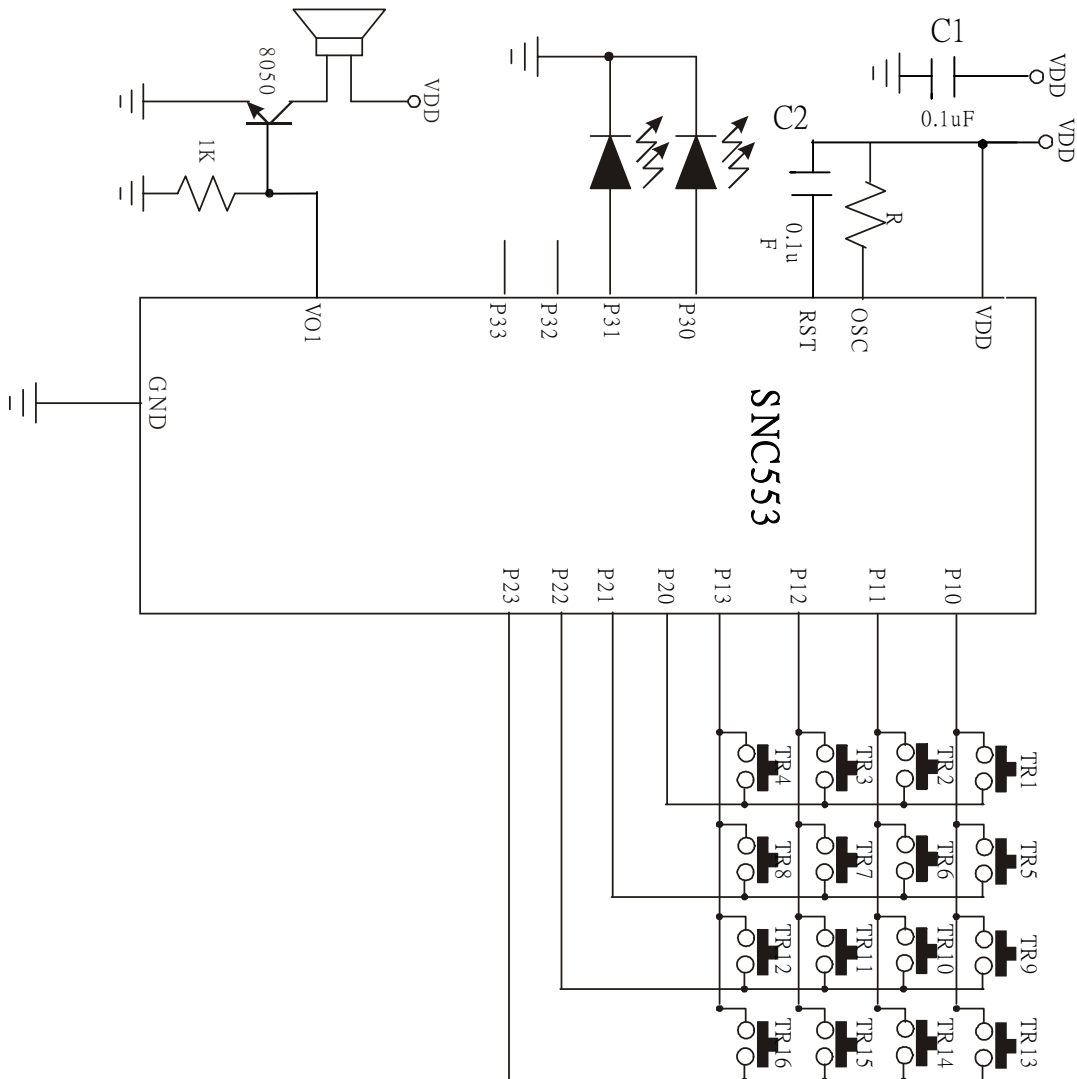 C1
VDD
0.1uF
VDD
C2
0.1u
F
R
8050
VDD
1K
VO1
P33
P32
P31
P30
RST
OSC
VDD
GND
SNC553
P23
P22
P21
P20
P13
P12
P11
P10
TR4
TR3
TR2
TR1
TR8
TR7
TR6
TR5
TR12
TR11
TR10
TR9
TR16
TR15
TR14
TR13